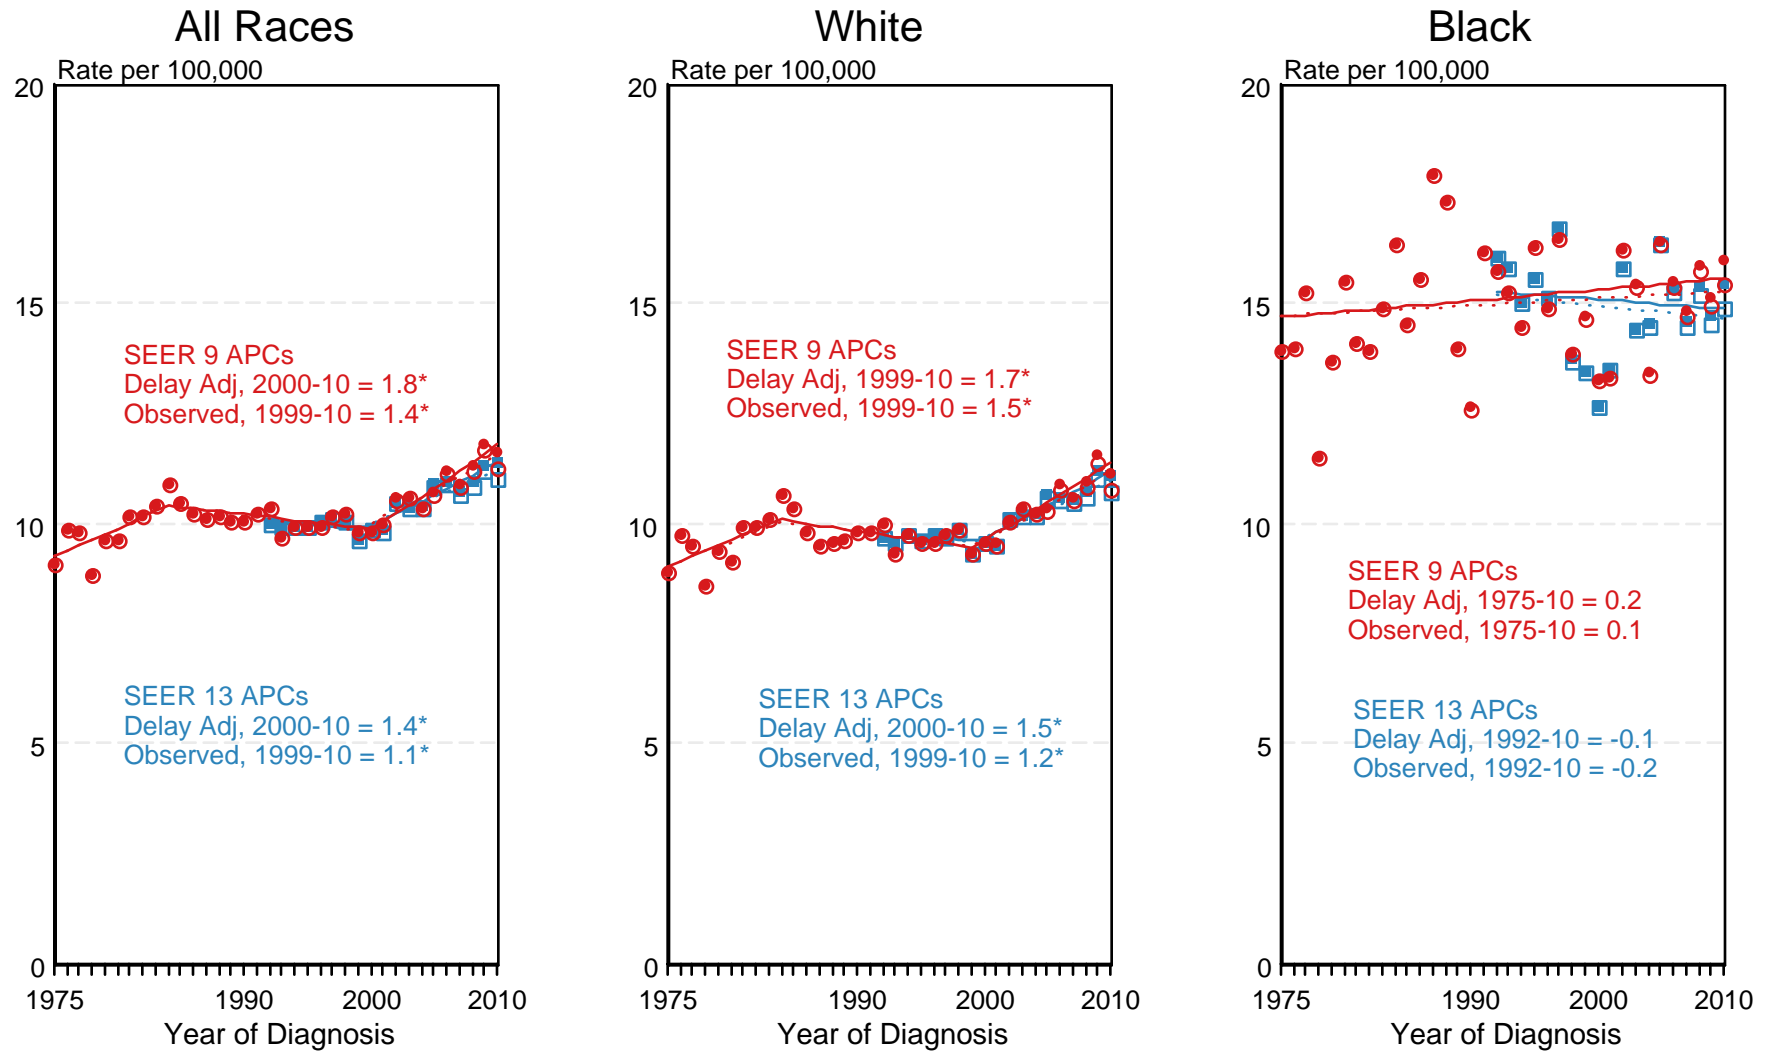 All Races
Rate per 100,000
20
15
10
5
0
SEER 9 APCs
Delay Adj, 2000-10 = 1.8*
Observed, 1999-10 = 1.4*
SEER 13 APCs
Delay Adj, 2000-10 = 1.4*
Observed, 1999-10 = 1.1*
1975 1990 2000 2010
Year of Diagnosis
White
Rate per 100,000
20
15
10
5
0
SEER 9 APCs
Delay Adj, 1999-10 = 1.7*
Observed, 1999-10 = 1.5*
SEER 13 APCs
Delay Adj, 2000-10 = 1.5*
Observed, 1999-10 = 1.2*
1975 1990 2000 2010
Year of Diagnosis
Black
Rate per 100,000
20
15
10
5
0
SEER 9 APCs
Delay Adj, 1975-10 = 0.2
Observed, 1975-10 = 0.1
SEER 13 APCs
Delay Adj, 1992-10 = -0.1
Observed, 1992-10 = -0.2
1975 1990 2000 2010
Year of Diagnosis